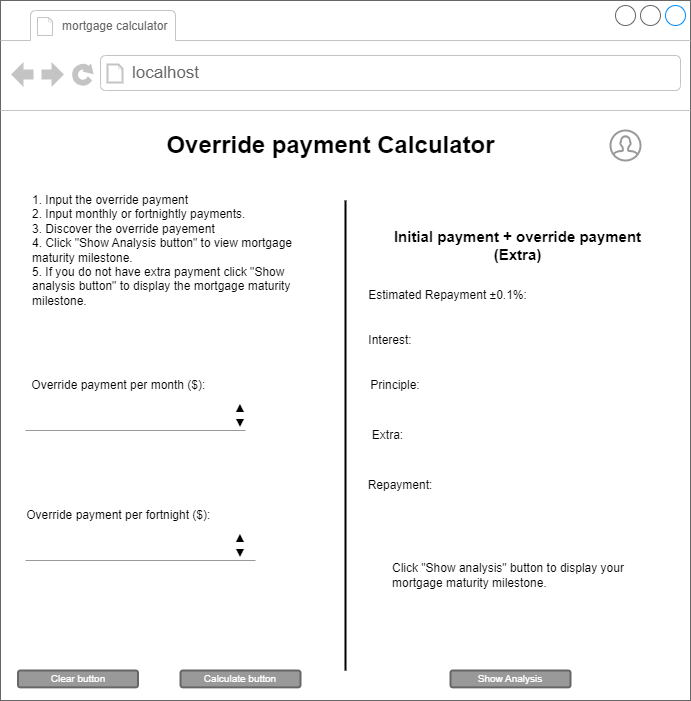 mortgage calculator
localhost
Override payment Calculator
1. Input the override payment
2. Input monthly or fortnightly payments.
3. Discover the override payement
4. Click "Show Analysis button" to view mortgage
maturity milestone.
5. If you do not have extra payment click "Show
analysis button" to display the mortgage maturity
milestone.
Override payment per month ($):
Override payment per fortnight ($):
Clear button
Calculate button
Initial payment + override payment
(Extra)
Estimated Repayment ±0.1%:
Interest:
Principle:
Extra:
Repayment:
Click "Show analysis" button to display your
mortgage maturity milestone.
Show Analysis